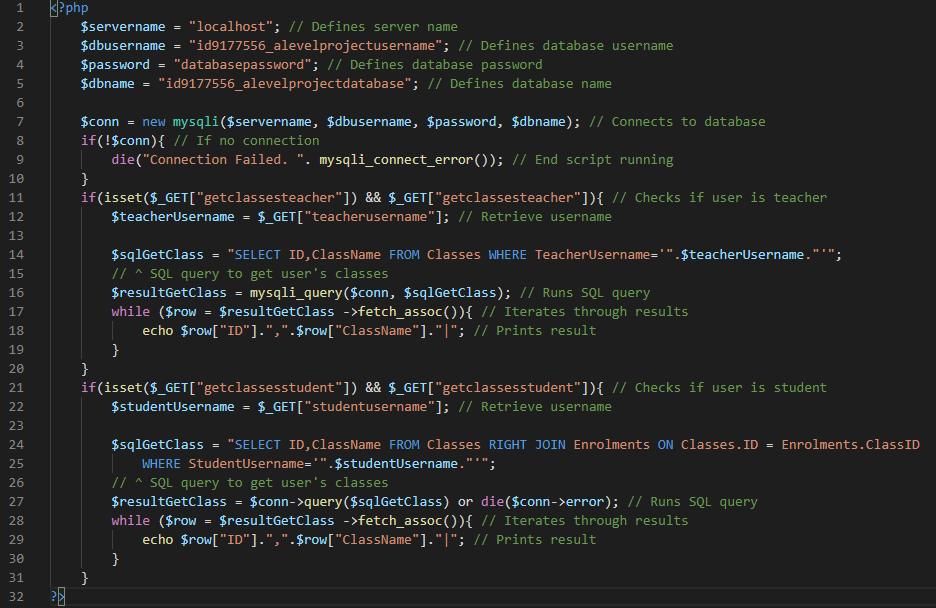 1 <?php
2 $servername = "localhost"; // Defines server name
3 $dbusername = "id9177556_alevelprojectusername"; // Defines database username
4 $password = "databasepassword"; // Defines database password
5 $dbname = "id9177556_alevelprojectdatabase"; // Defines database name
6
7 $conn = new mysqli($servername, $dbusername, $password, $dbname); // Connects to database
8 if(!$conn){ // If no connection
9 die("Connection Failed. ". mysqli_connect_error()); // End script running
10 }
11 if(isset($_GET["getclassesteacher"]) && $_GET["getclassesteacher"]){ // Checks if user is teacher
12 $teacherUsername = $_GET["teacherusername"]; // Retrieve username
13
14 $sqlGetClass = "SELECT ID,ClassName FROM Classes WHERE TeacherUsername='".$teacherUsername."'";
15 // ^ SQL query to get user's classes
16 $resultGetClass = mysqli_query($conn, $sqlGetClass); // Runs SQL query
17 while ($row = $resultGetClass ->fetch_assoc()){ // Iterates through results
18 echo $row["ID"].",".$row["ClassName"]."|"; // Prints result
19 }
20 }
21 if(isset($_GET["getclassesstudent"]) && $_GET["getclassesstudent"]){ // Checks if user is student
22 $studentUsername = $_GET["studentusername"]; // Retrieve username
23
24 $sqlGetClass = "SELECT ID,ClassName FROM Classes RIGHT JOIN Enrolments ON Classes.ID = Enrolments.ClassID
25 WHERE StudentUsername='".$studentUsername."'";
26 // ^ SQL query to get user's classes
27 $resultGetClass = $conn->query($sqlGetClass) or die($conn->error); // Runs SQL query
28 while ($row = $resultGetClass ->fetch_assoc()){ // Iterates through results
29 echo $row["ID"].",".$row["ClassName"]."|"; // Prints result
30 }
31 }
32 ?>